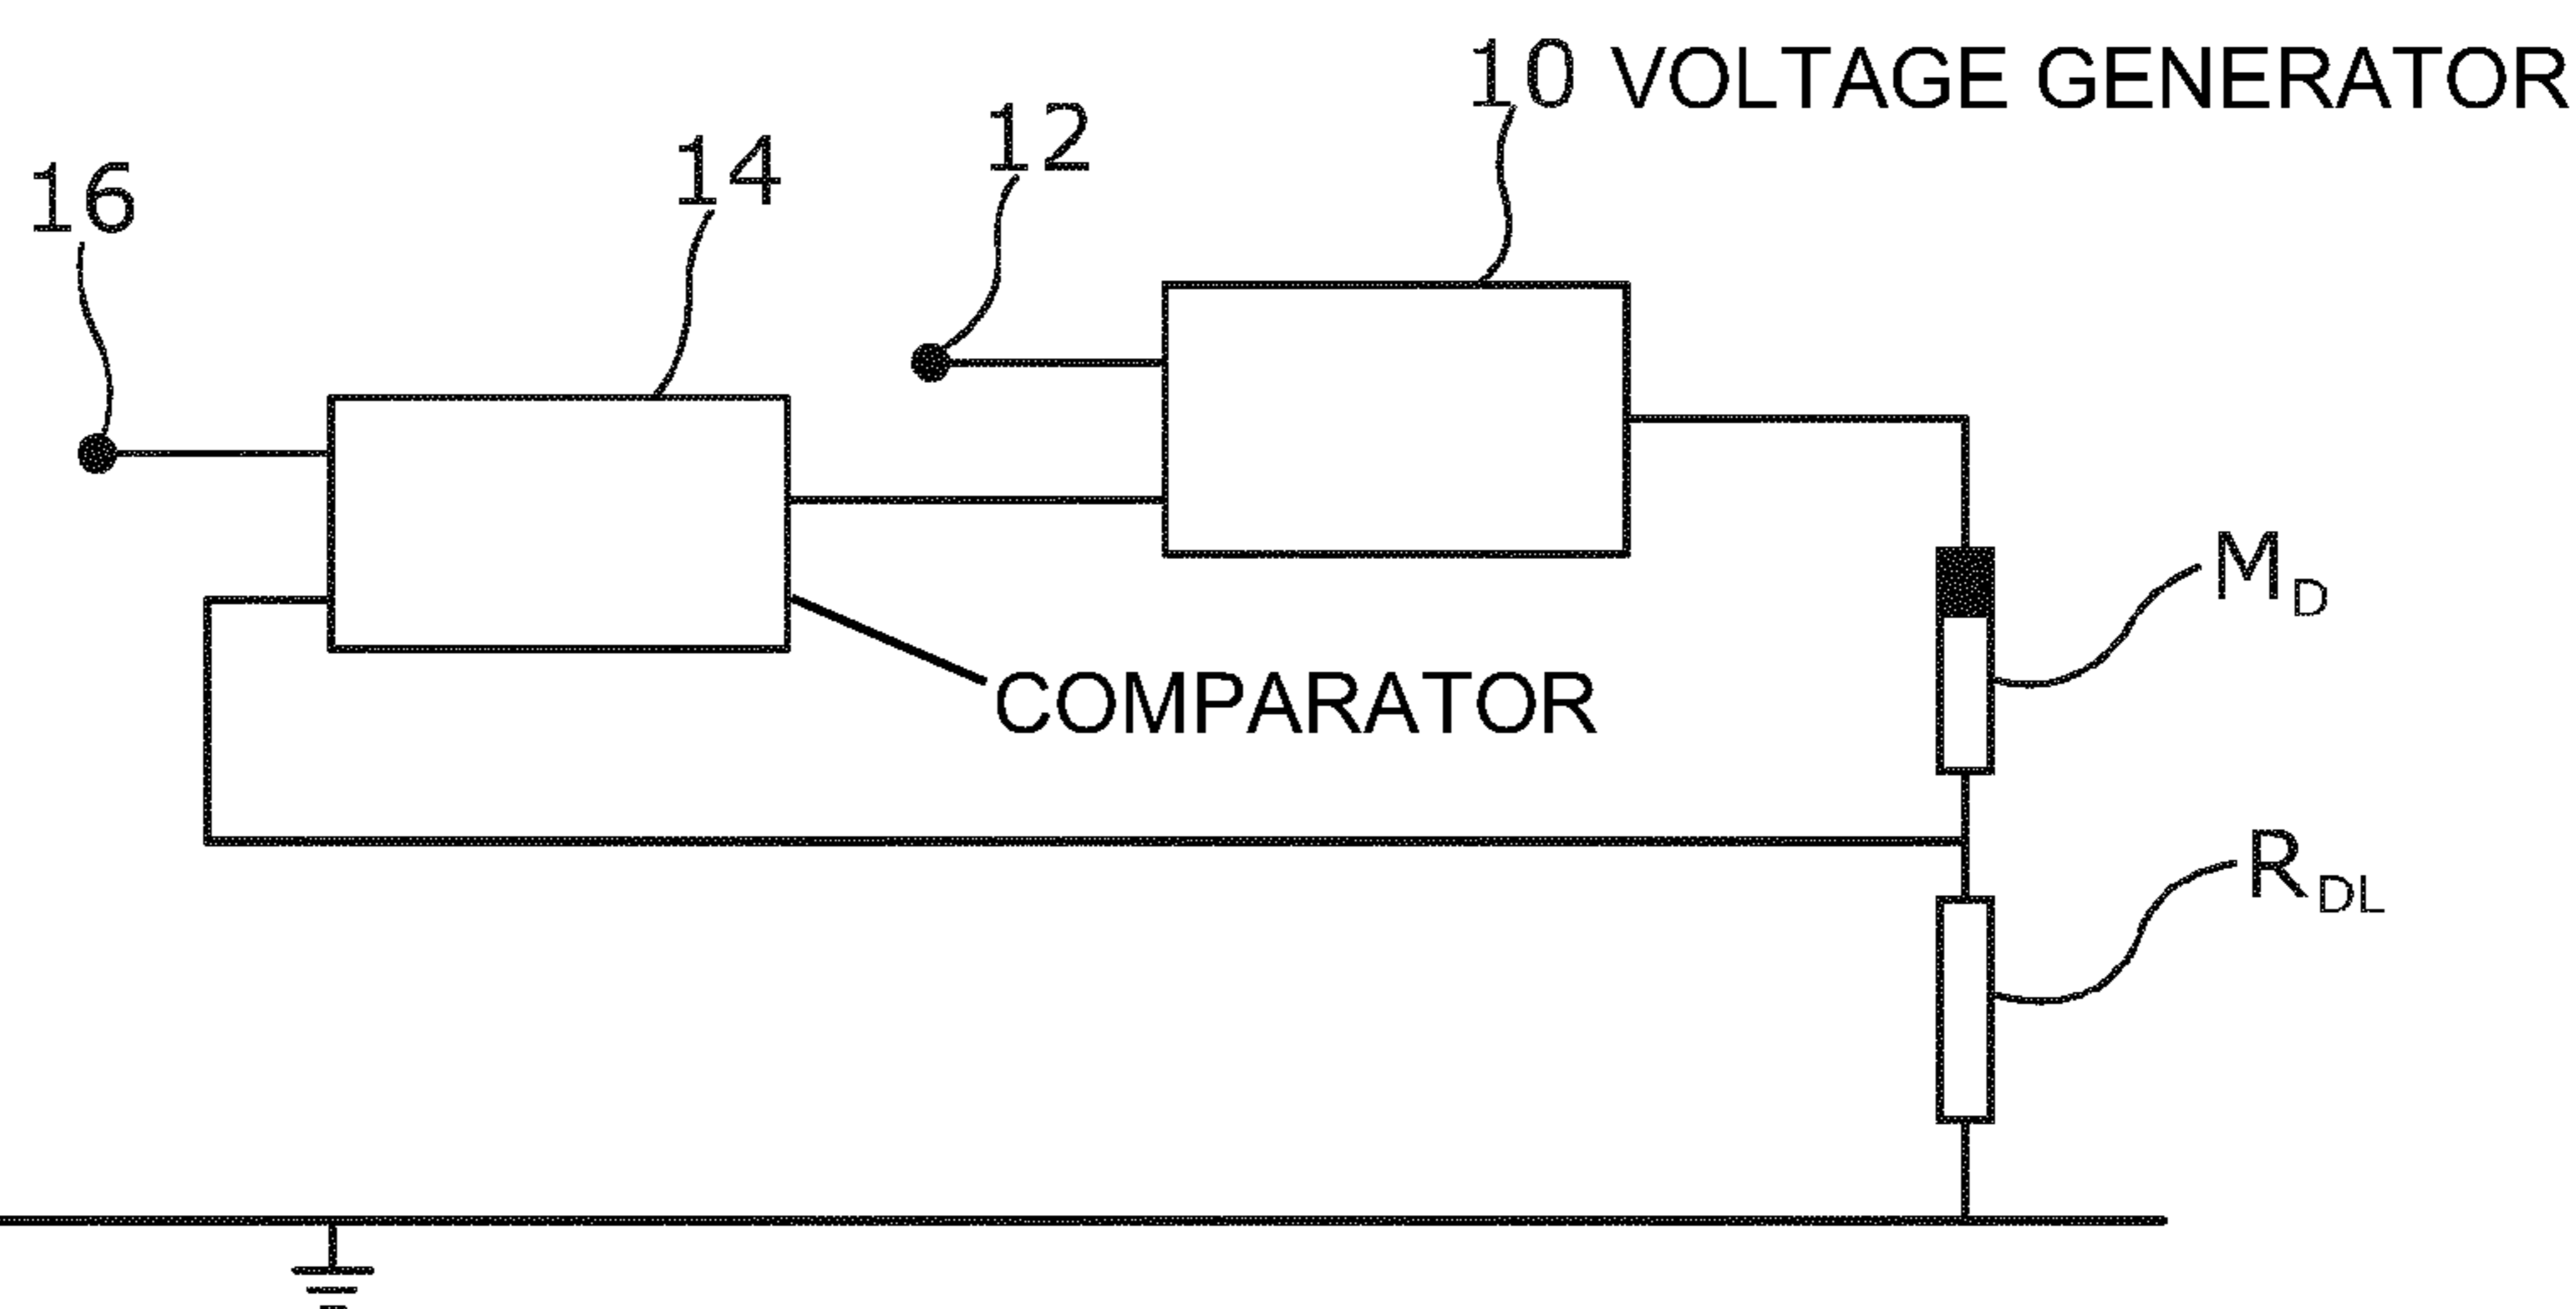 10 VOLTAGE GENERATOR
12
14
16
M_D
COMPARATOR
R_DL